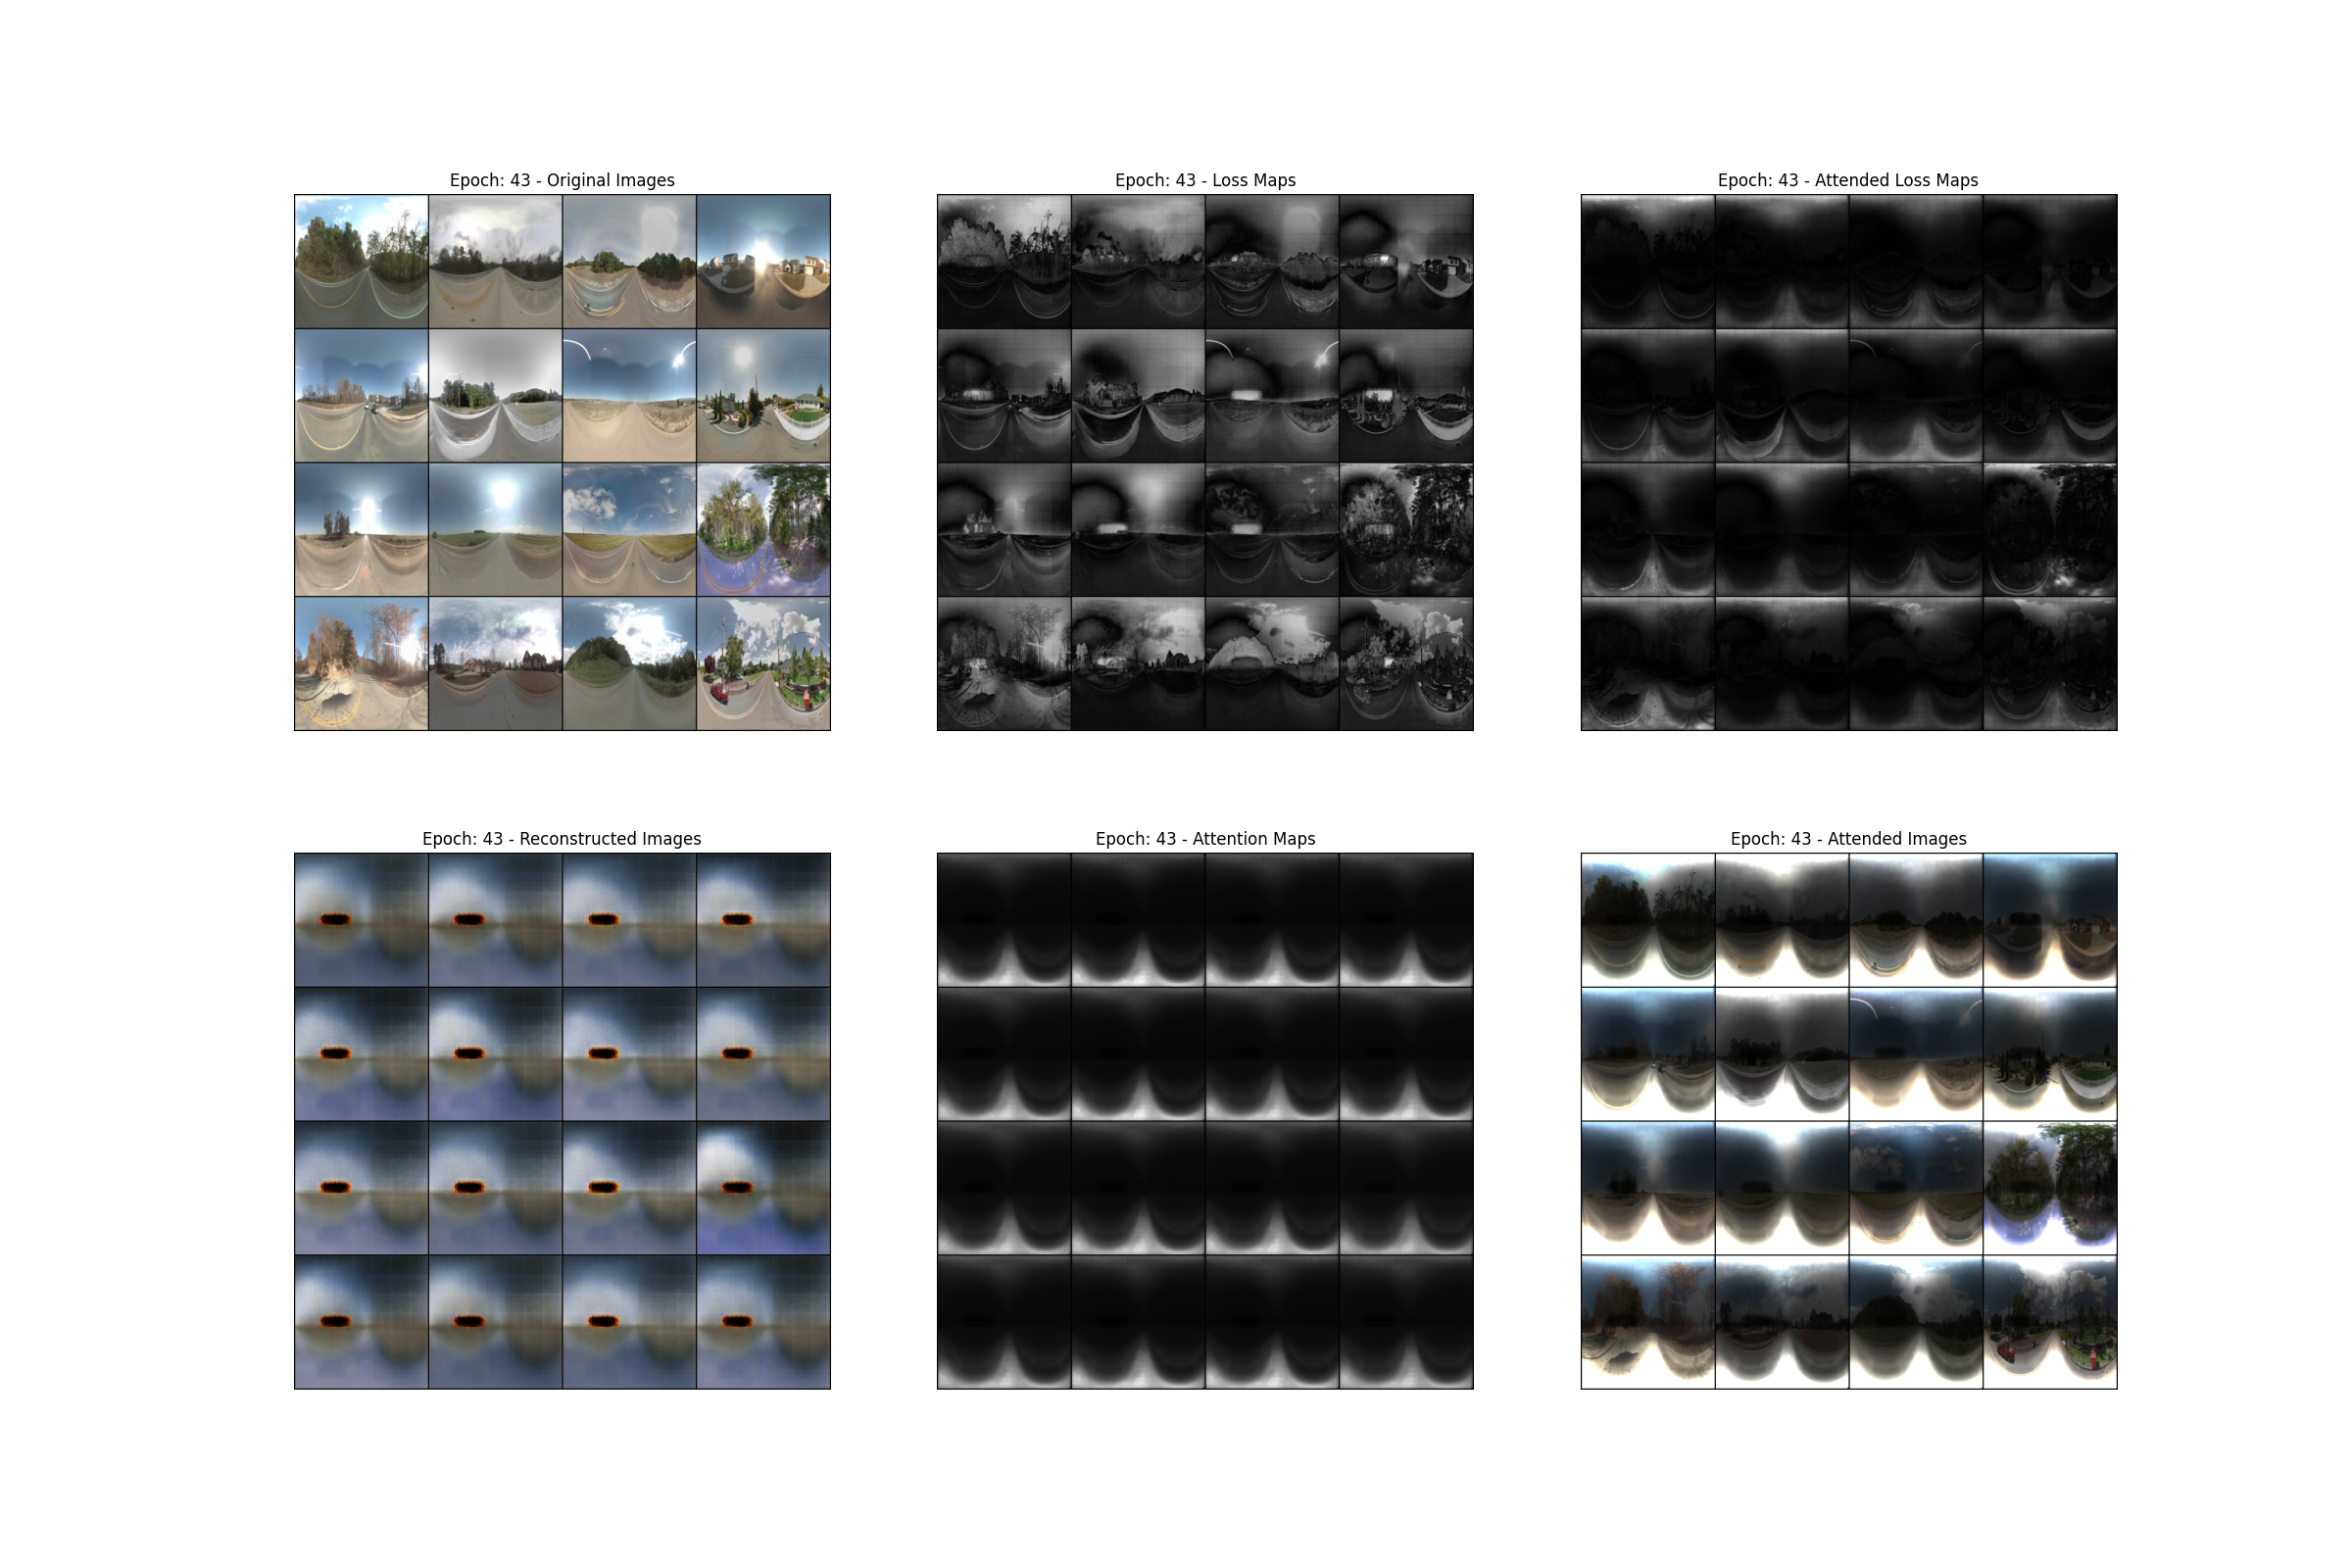 Epoch: 43 - Original Images
Epoch: 43 - Loss Maps
Epoch: 43 - Attended Loss Maps
Epoch: 43 - Reconstructed Images
Epoch: 43 - Attention Maps
Epoch: 43 - Attended Images